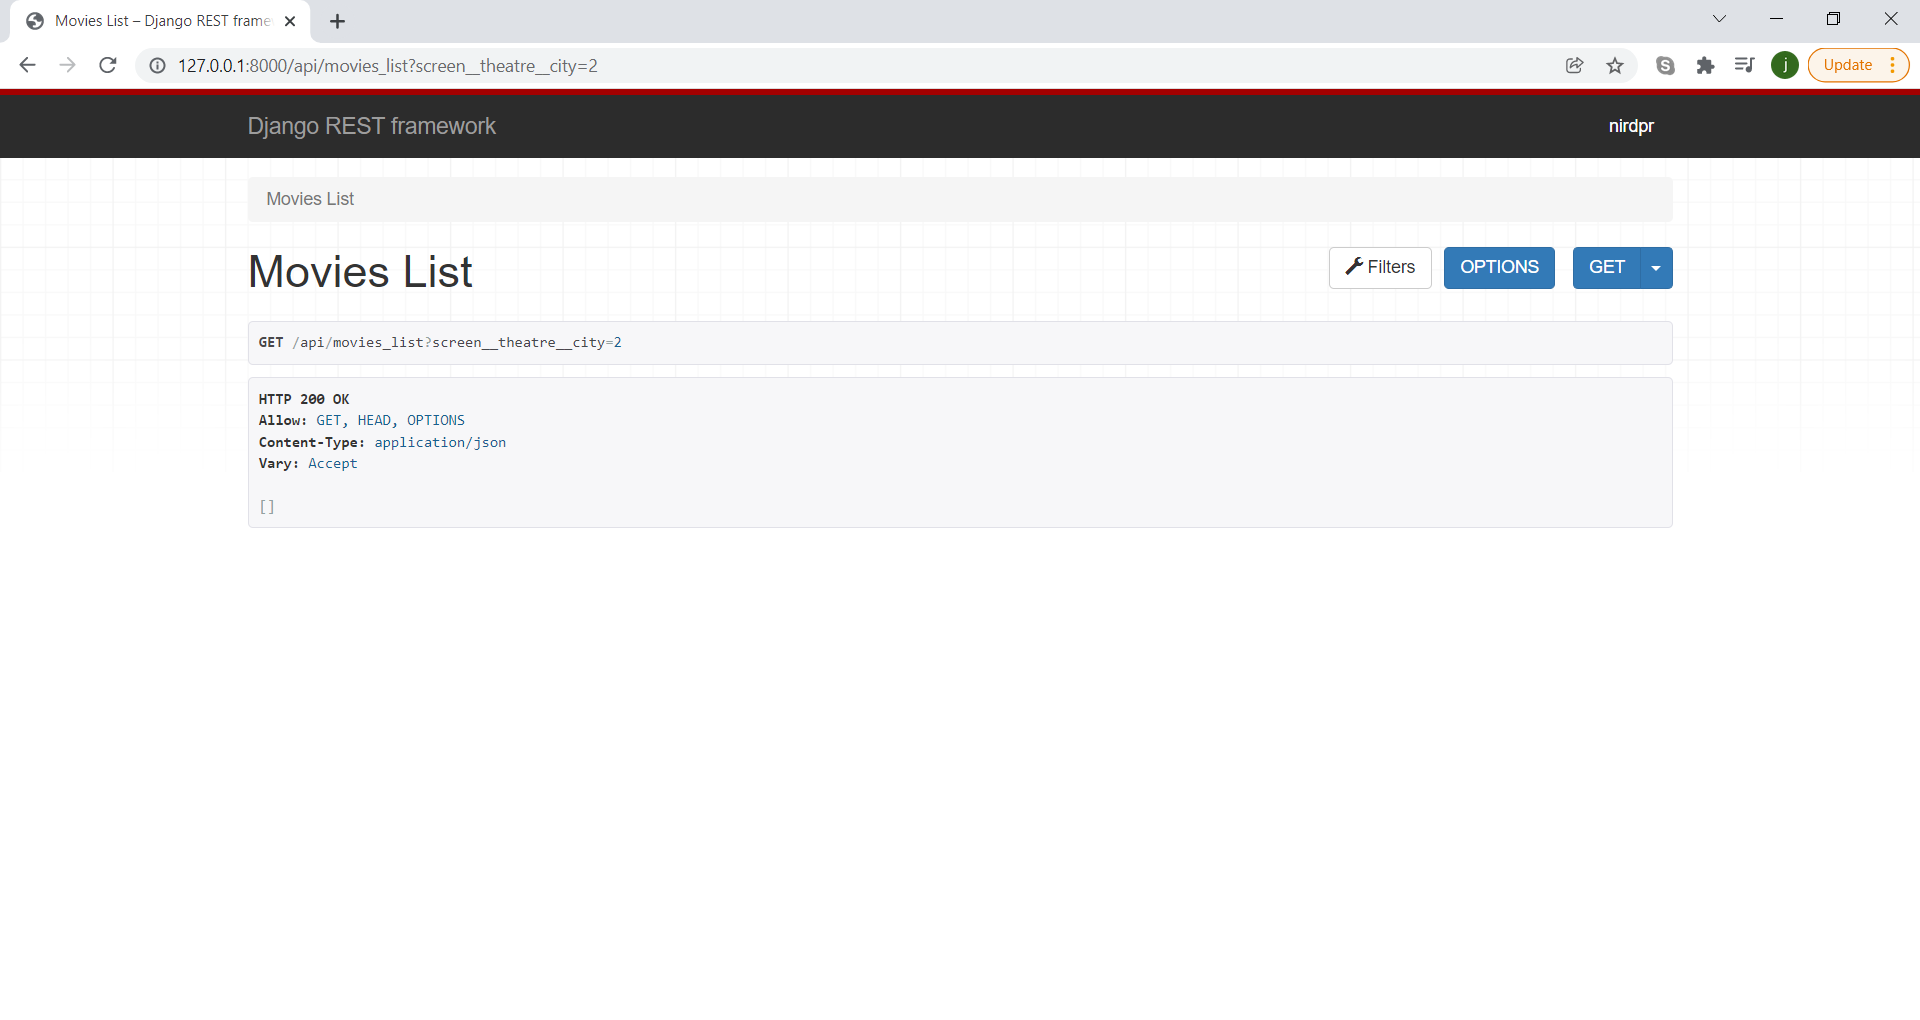 Movies List – Django REST frame
127.0.0.1:8000/api/movies_list?screen__theatre__city=2
j
Update
Django REST framework
nirdpr
Movies List
Movies List
Filters
OPTIONS
GET
GET /api/movies_list?screen__theatre__city=2
HTTP 200 OK
Allow: GET, HEAD, OPTIONS
Content-Type: application/json
Vary: Accept
[]